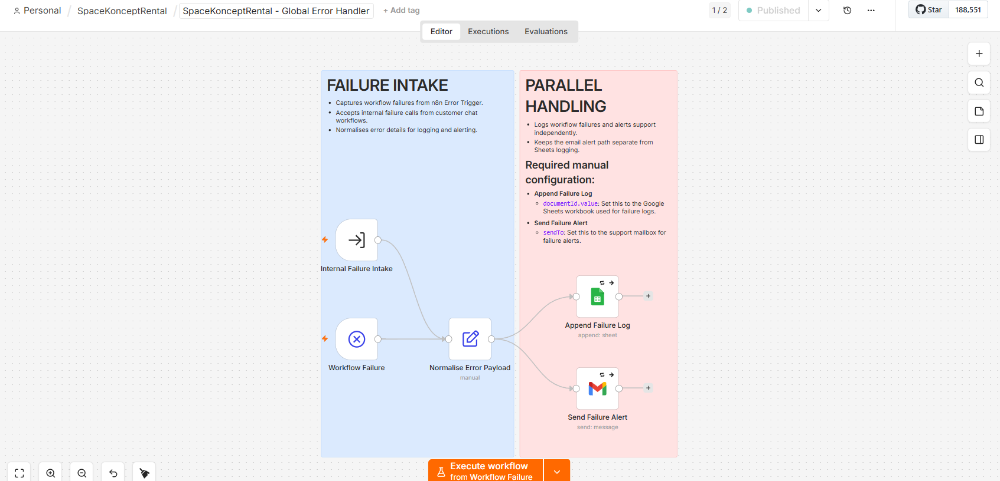 Personal / SpaceKonceptRental / SpaceKonceptRental - Global Error Handler + Add tag
1 / 2
Published
Star 188,551
Editor Executions Evaluations
FAILURE INTAKE
• Captures workflow failures from n8n Error Trigger.
• Accepts internal failure calls from customer chat
workflows.
• Normalises error details for logging and alerting.
PARALLEL
HANDLING
• Logs workflow failures and alerts support
independently.
• Keeps the email alert path separate from
Sheets logging.
Required manual
configuration:
• Append Failure Log
◦ documentId.value: Set this to the Google
Sheets workbook used for failure logs.
• Send Failure Alert
◦ sendTo: Set this to the support mailbox for
failure alerts.
Internal Failure Intake
Workflow Failure
Normalise Error Payload
manual
Append Failure Log
append: sheet
Send Failure Alert
send: message
Execute workflow
from Workflow Failure